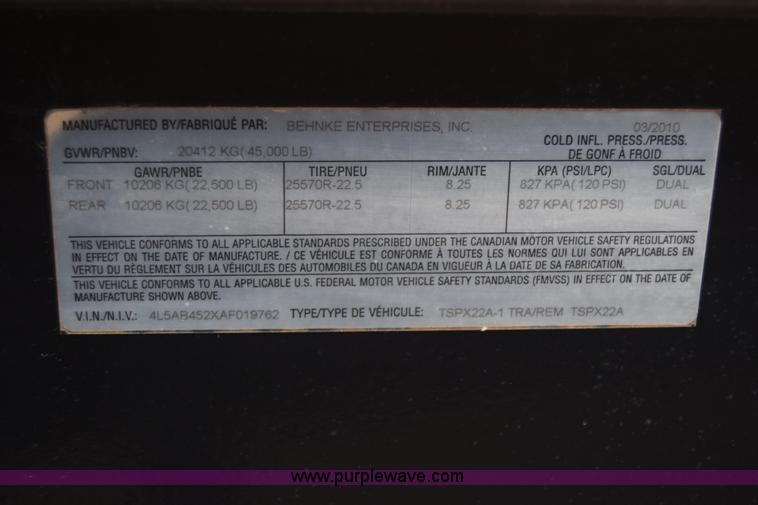 MANUFACTURED BY/FABRIQUÉ PAR: BEHNKE ENTERPRISES, INC. 03/2010
GVWR/PNBV: 20412 KG( 45,000 LB) COLD INFL. PRESS./PRESS. DE GONF À FROID
GAWR/PNBE TIRE/PNEU RIM/JANTE KPA (PSI/LPC) SGL/DUAL
FRONT 10206 KG( 22,500 LB) 25570R-22.5 8.25 827 KPA( 120 PSI) DUAL
REAR 10206 KG( 22,500 LB) 25570R-22.5 8.25 827 KPA( 120 PSI) DUAL
THIS VEHICLE CONFORMS TO ALL APPLICABLE STANDARDS PRESCRIBED UNDER THE CANADIAN MOTOR VEHICLE SAFETY REGULATIONS
IN EFFECT ON THE DATE OF MANUFACTURE. / CE VÉHICULE EST CONFORME À TOUTES LES NORMES QUI LUI SONT APPLICABLES EN
VERTU DU RÈGLEMENT SUR LA VÉHICULES DES AUTOMOBILES DU CANADA EN VIGUEUR À LA DATE DE SA FABRICATION.
THIS VEHICLE CONFORMS TO ALL APPLICABLE U.S. FEDERAL MOTOR VEHICLE SAFETY STANDARDS (FMVSS) IN EFFECT ON THE DATE OF
MANUFACTURE SHOWN ABOVE.
V.I.N./N.I.V.: 4L5AB452XAF019762 TYPE/TYPE DE VÉHICULE: TSPX22A-1 TRA/REM TSPX22A
www.purplewave.com